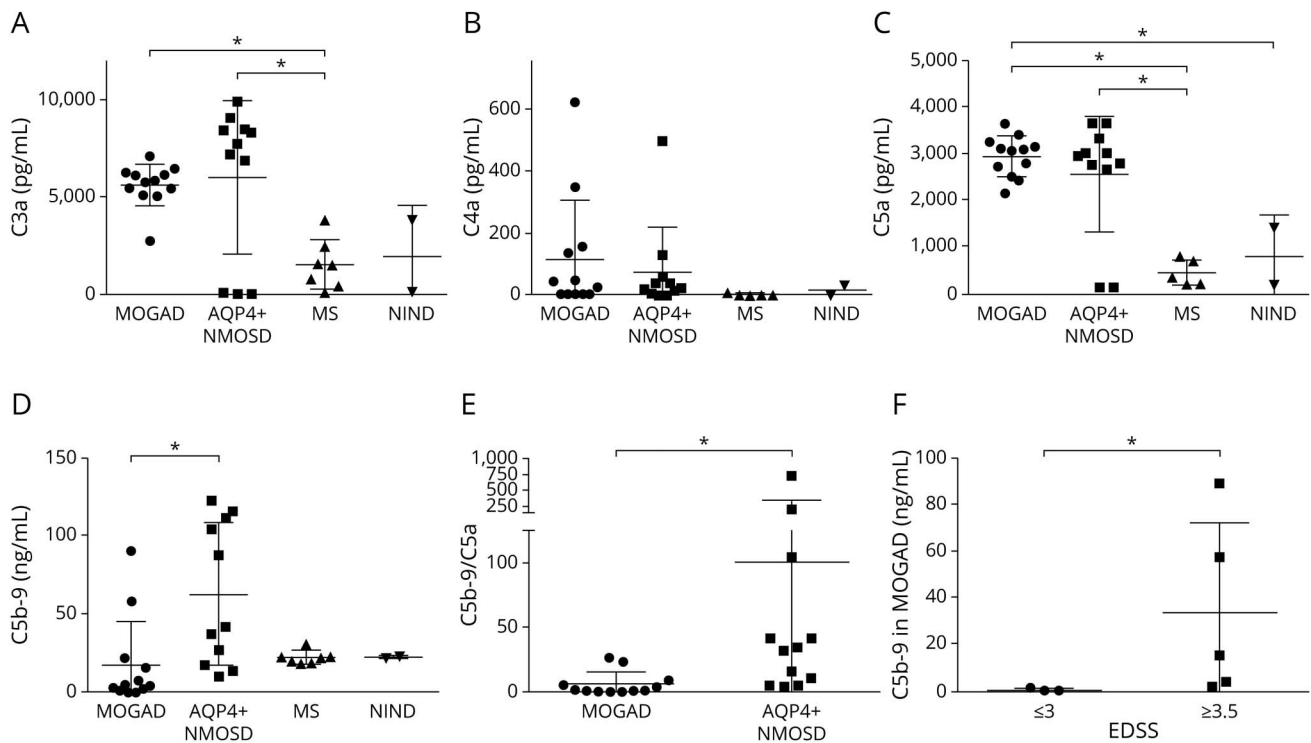 A
C3a (pg/mL)
10,000
5,000
0
*
*
MOGAD
AQP4+
NMOSD
MS
NIND
B
C4a (pg/mL)
600
400
200
0
MOGAD
AQP4+
NMOSD
MS
NIND
C
C5a (pg/mL)
5,000
4,000
3,000
2,000
1,000
0
*
*
*
MOGAD
AQP4+
NMOSD
MS
NIND
D
C5b-9 (ng/mL)
150
100
50
0
*
MOGAD
AQP4+
NMOSD
MS
NIND
E
C5b-9/C5a
1,000
750
500
250
100
50
0
*
MOGAD
AQP4+
NMOSD
F
C5b-9 in MOGAD (ng/mL)
100
80
60
40
20
0
*
≤3
≥3.5
EDSS